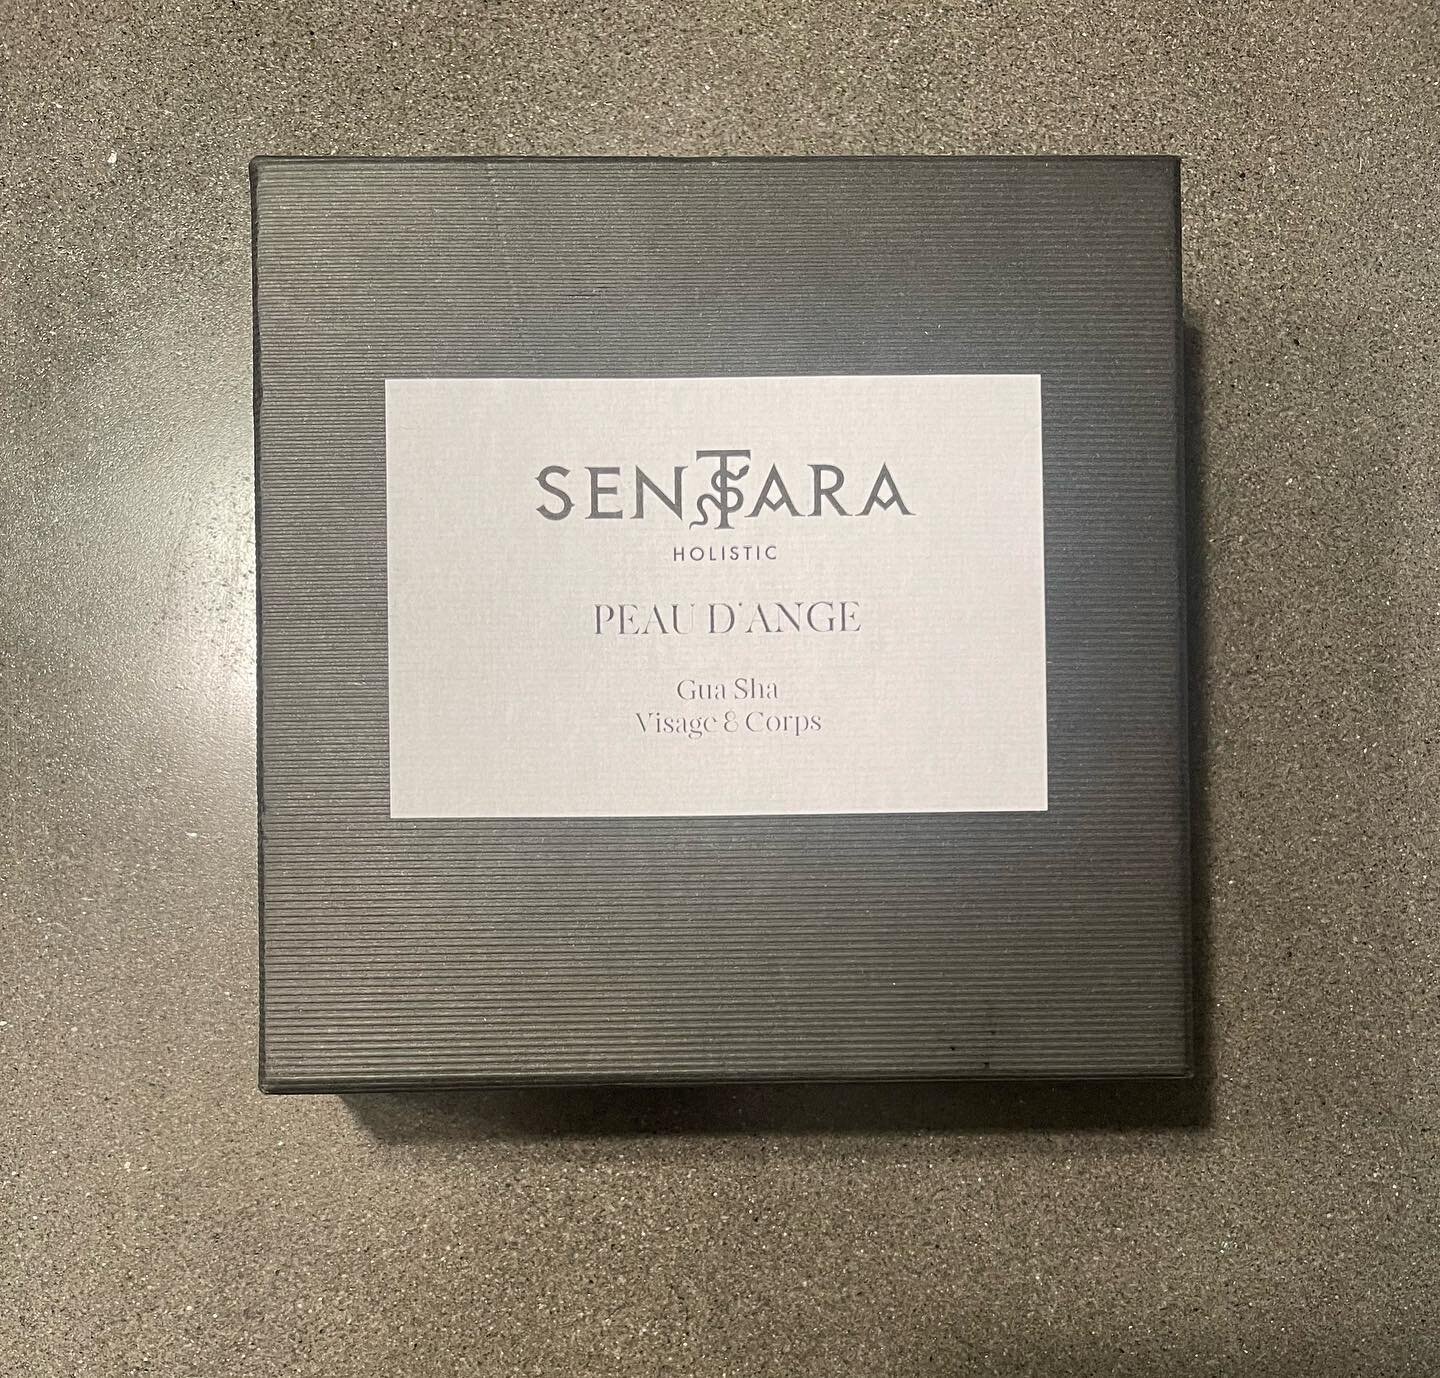 SENTARA
HOLISTIC
PEAU D'ANGE
Gua Sha
Visage & Corps